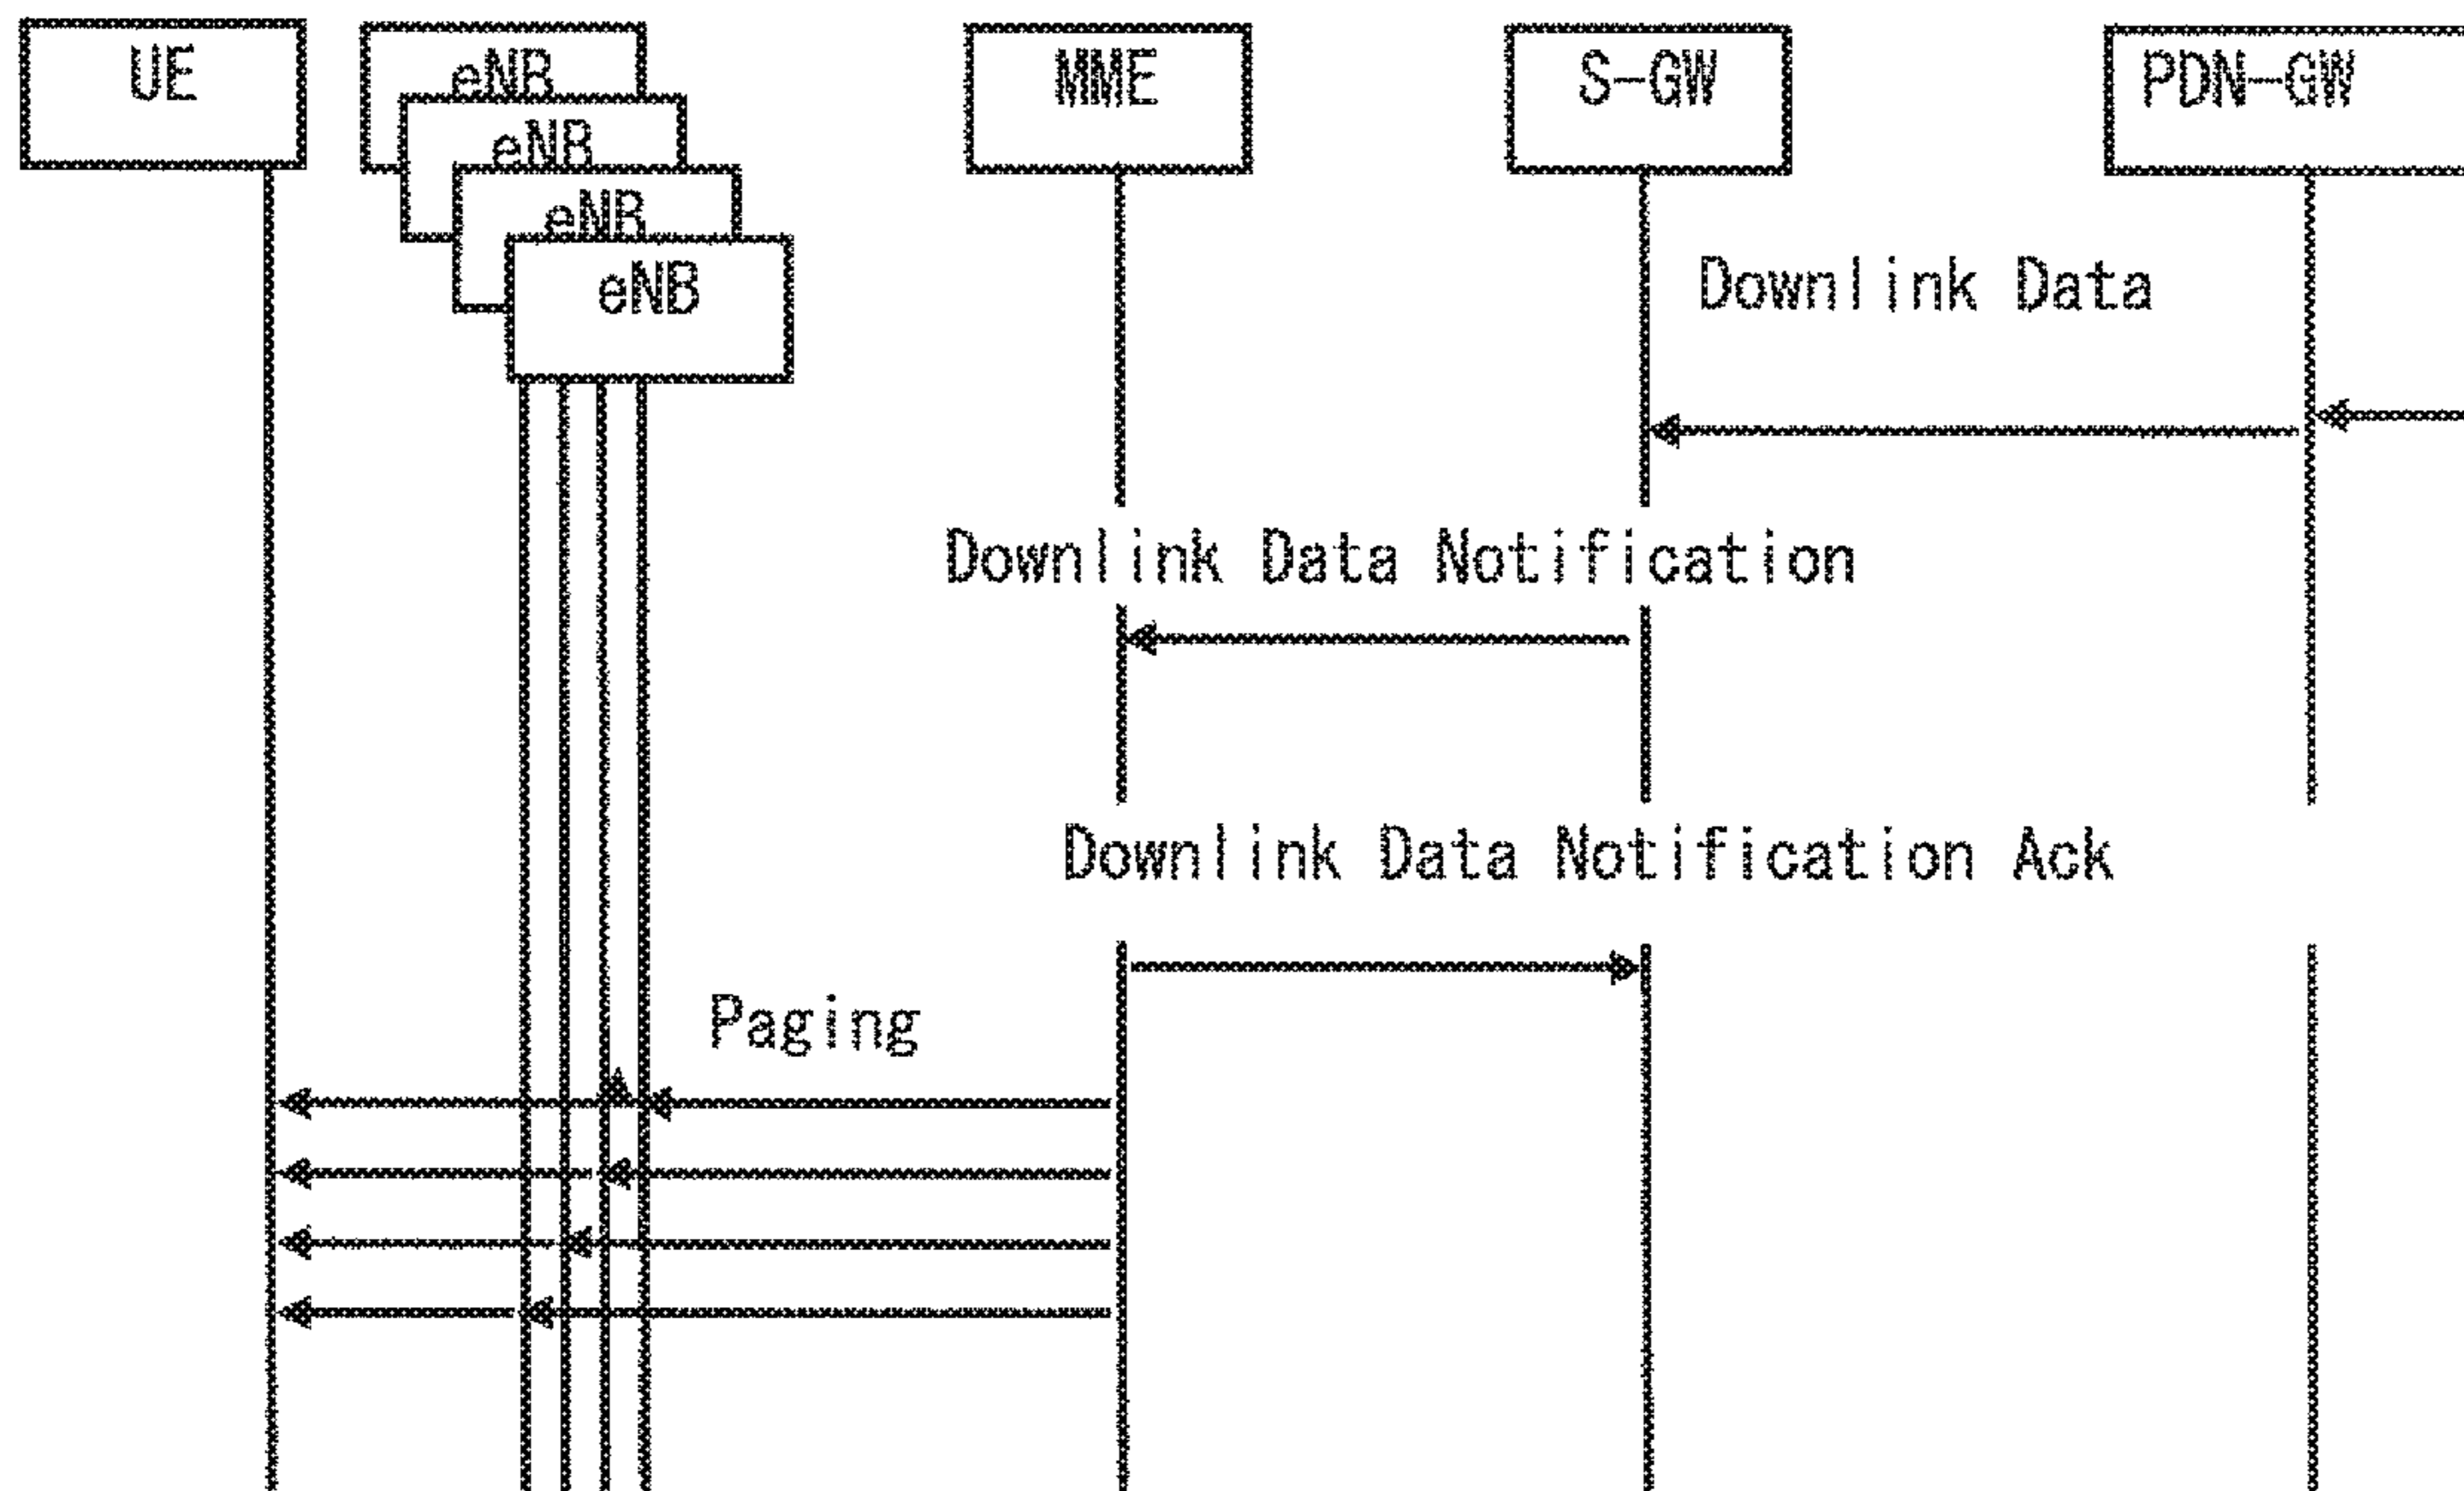 UE
eNB
eNB
eNB
eNB
MME
S-GW
PDN-GW
Downlink Data
Downlink Data Notification
Downlink Data Notification Ack
Paging